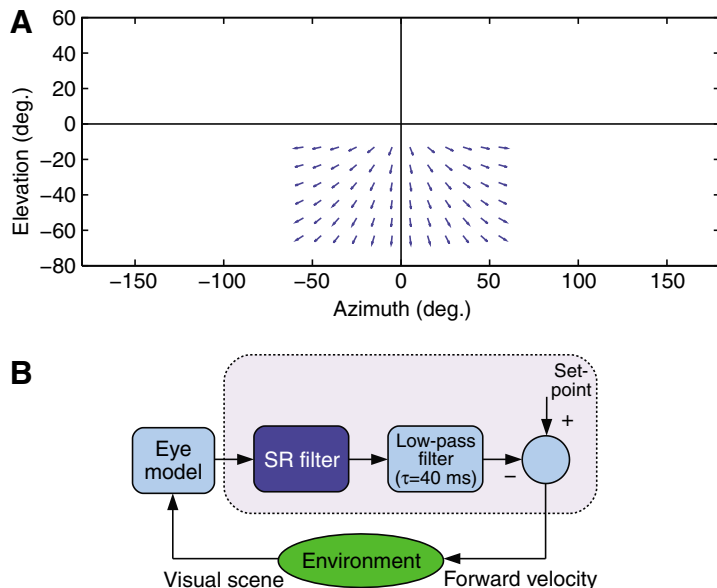 A
60
40
20
0
−20
−40
−60
−80
Elevation (deg.)
−150
−100
−50
0
50
100
150
Azimuth (deg.)
B
Set-
point
+
Eye
model
SR filter
Low-pass
filter
(τ=40 ms)
−
Environment
Visual scene
Forward velocity